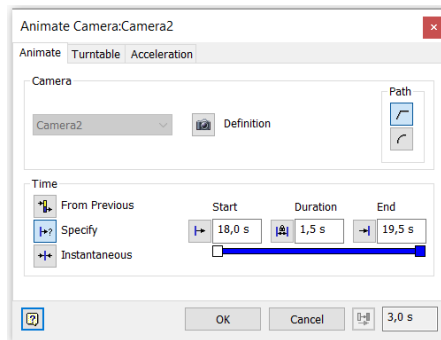 Animate Camera:Camera2
Animate Turntable Acceleration
Camera
Path
Camera2
Definition
Time
From Previous
Start Duration End
Specify
18,0 s 1,5 s 19,5 s
Instantaneous
OK Cancel 3,0 s